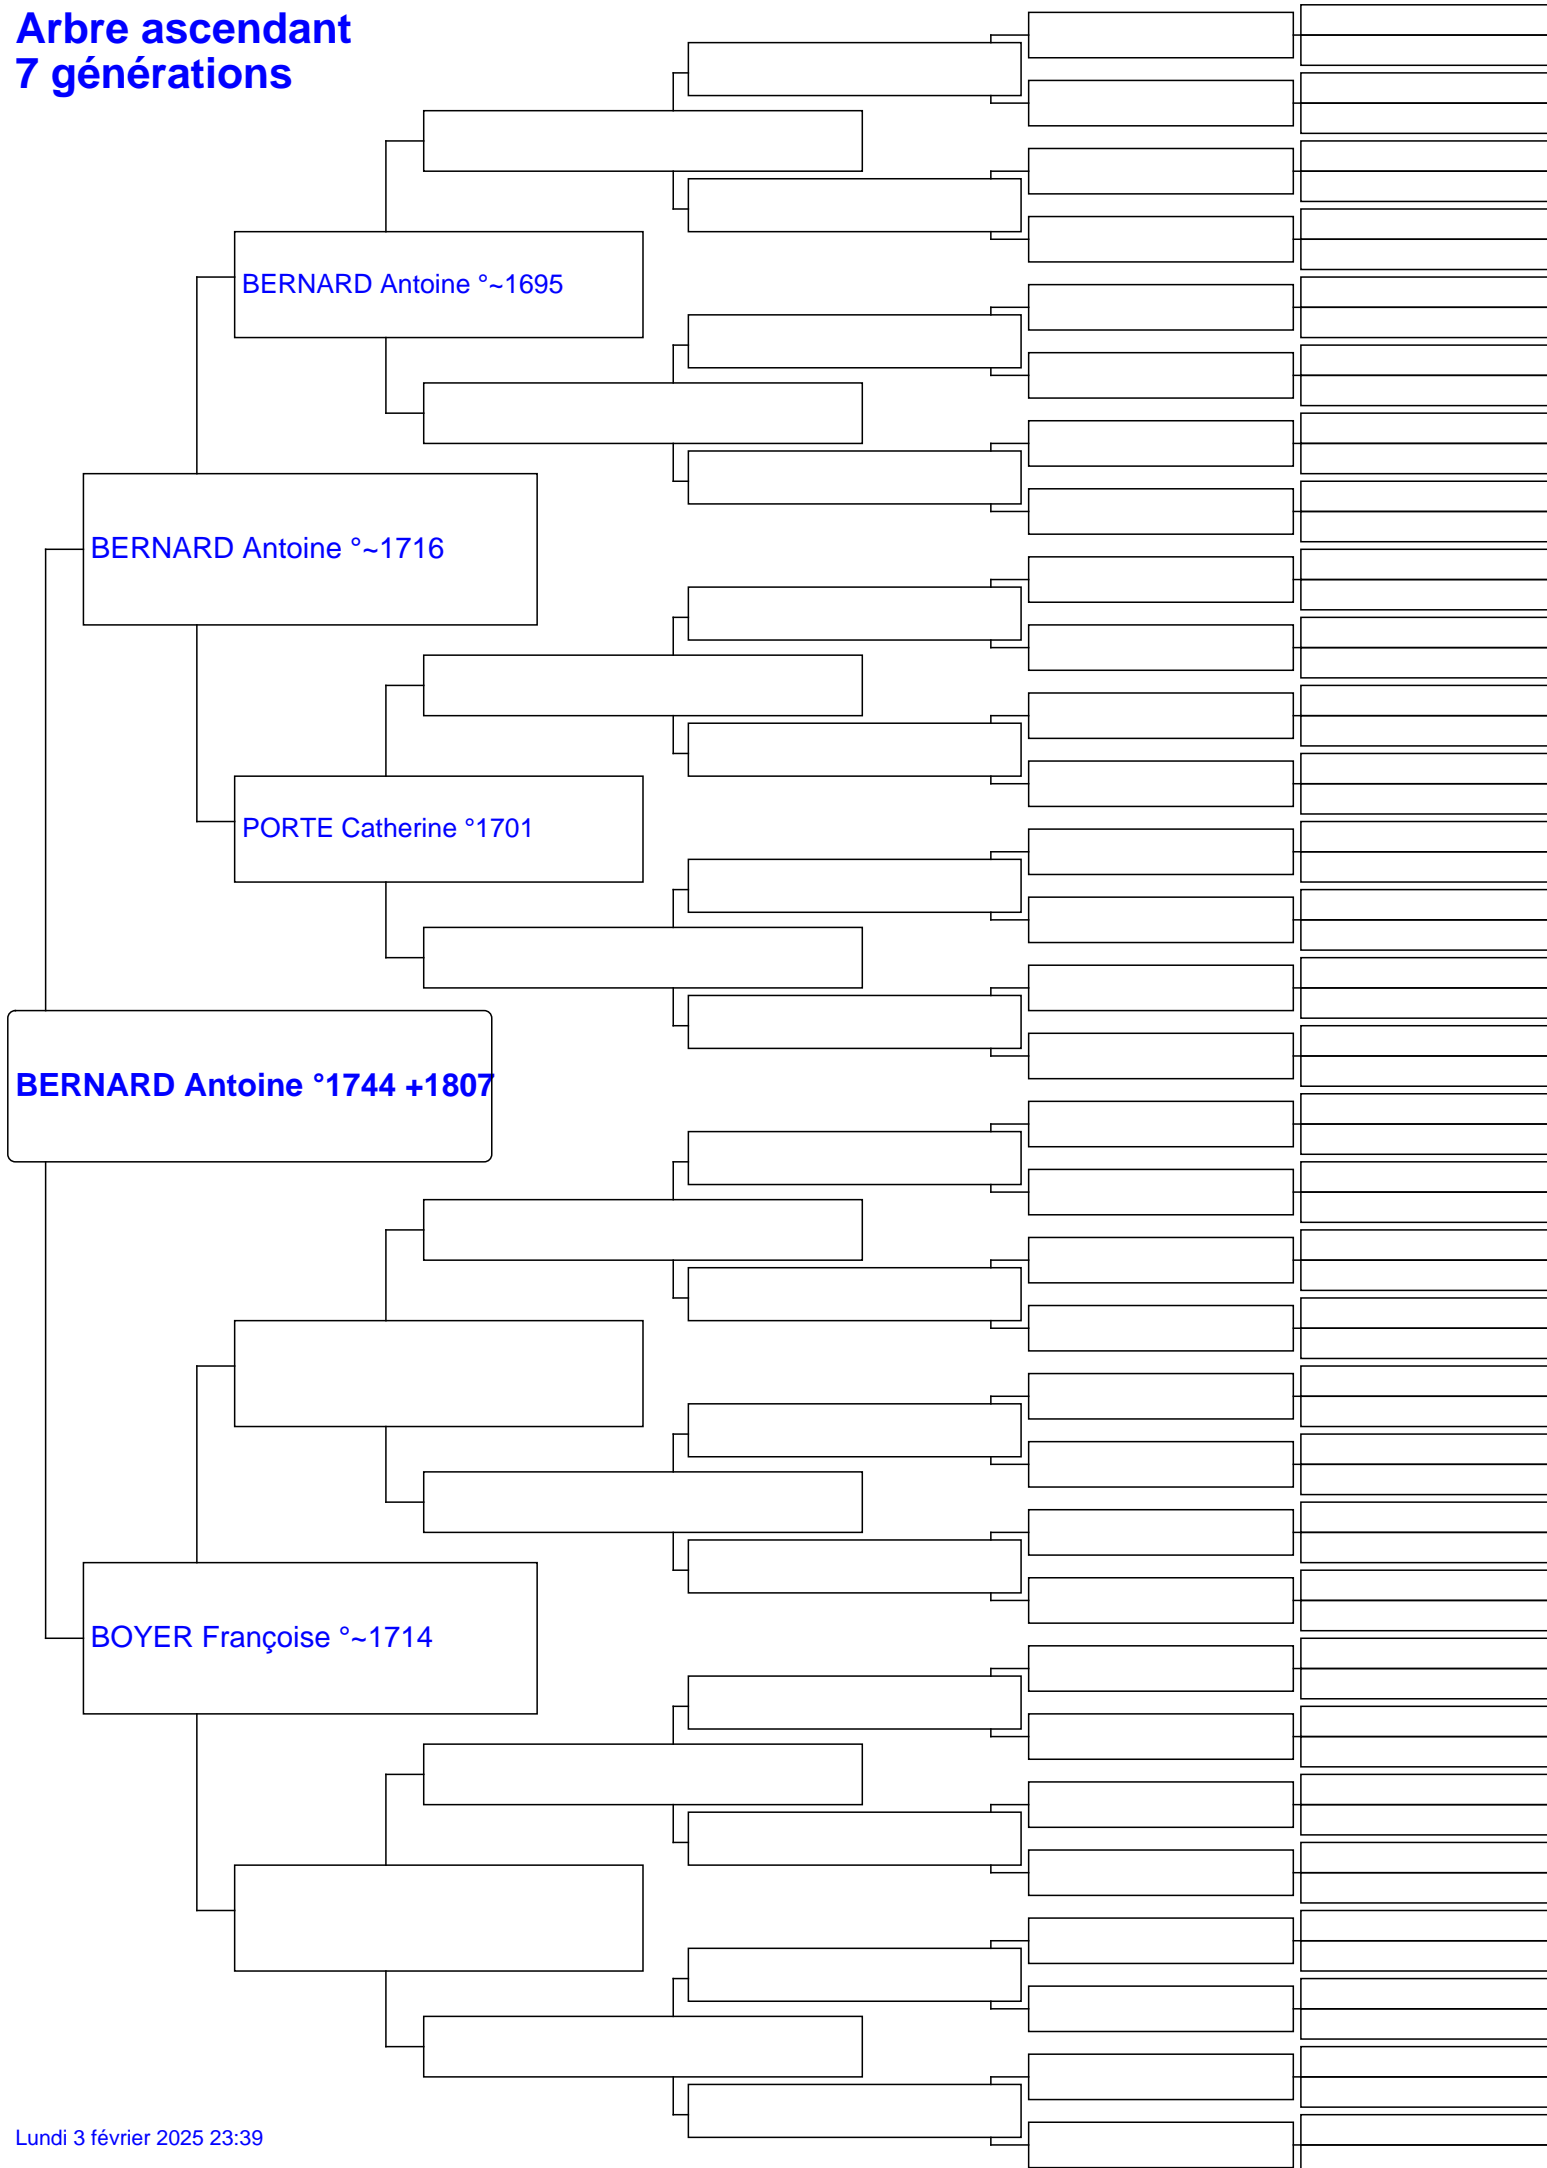 Arbre ascendant
7 générations
BERNARD Antoine °~1695
BERNARD Antoine °~1716
PORTE Catherine °1701
BERNARD Antoine °1744 +1807
BOYER Françoise °~1714
Lundi 3 février 2025 23:39